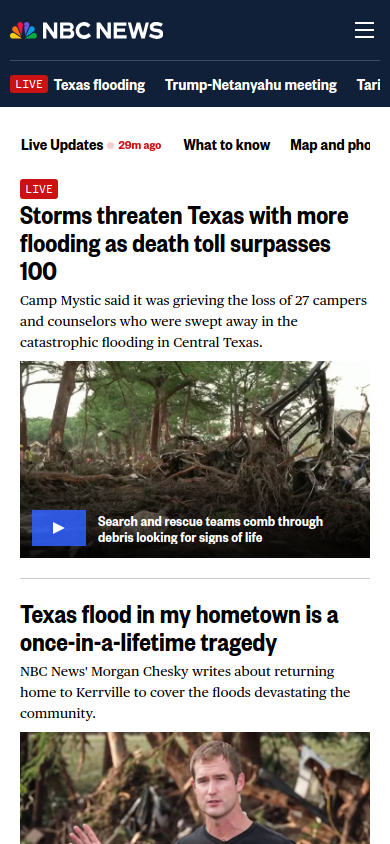 NBC NEWS
LIVE Texas flooding Trump-Netanyahu meeting Tari
Live Updates 29m ago What to know Map and pho
LIVE
Storms threaten Texas with more
flooding as death toll surpasses
100
Camp Mystic said it was grieving the loss of 27 campers
and counselors who were swept away in the
catastrophic flooding in Central Texas.
Search and rescue teams comb through
debris looking for signs of life
Texas flood in my hometown is a
once-in-a-lifetime tragedy
NBC News' Morgan Chesky writes about returning
home to Kerrville to cover the floods devastating the
community.